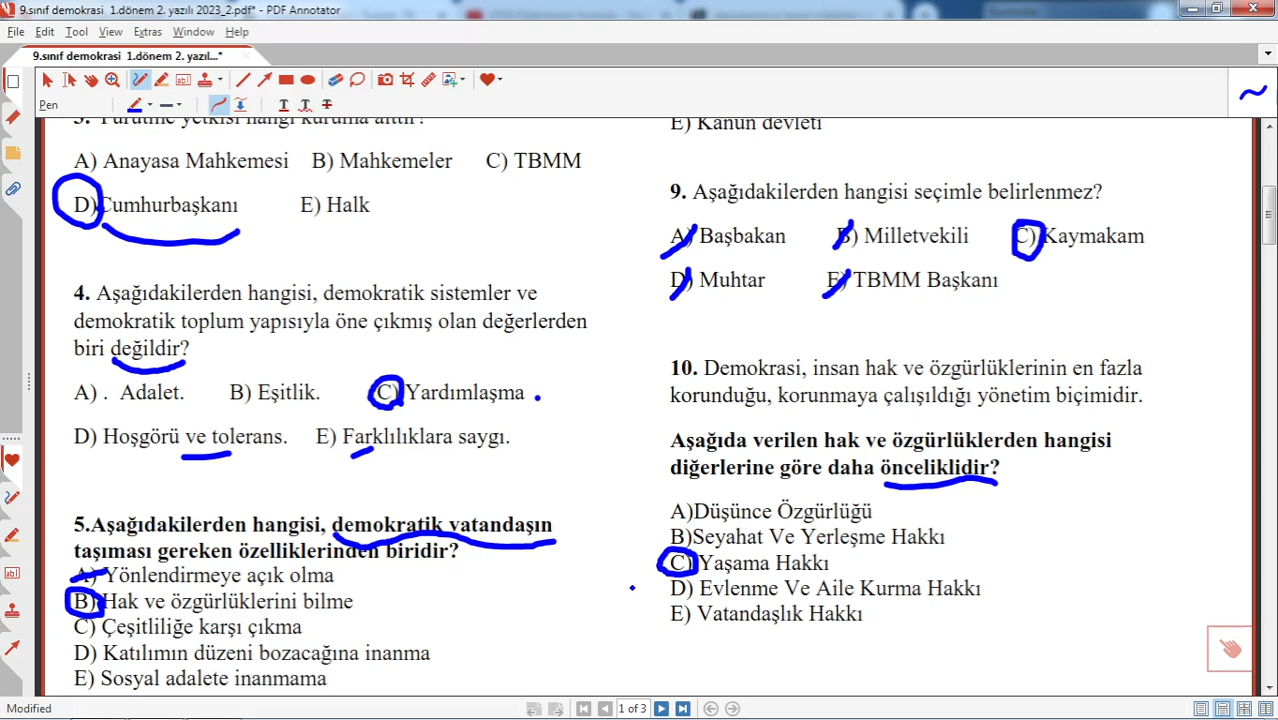 9.sınıf demokrasi  1.dönem 2. yazılı 2023_2.pdf* - PDF Annotator
File Edit Tool View Extras Window Help
9.sınıf demokrasi  1.dönem 2. yazıl...*
Pen
3. Yürütme yetkisi hangi kuruma aittir?
A) Anayasa Mahkemesi B) Mahkemeler C) TBMM
D)Cumhurbaşkanı E) Halk
4. Aşağıdakilerden hangisi, demokratik sistemler ve
demokratik toplum yapısıyla öne çıkmış olan değerlerden
biri değildir?
A) . Adalet. B) Eşitlik. C) Yardımlaşma .
D) Hoşgörü ve tolerans. E) Farklılıklara saygı.
5.Aşağıdakilerden hangisi, demokratik vatandaşın
taşıması gereken özelliklerinden biridir?
A) Yönlendirmeye açık olma
B) Hak ve özgürlüklerini bilme
C) Çeşitliliğe karşı çıkma
D) Katılımın düzeni bozacağına inanma
E) Sosyal adalete inanmama
E) Kanun devleti
9. Aşağıdakilerden hangisi seçimle belirlenmez?
A) Başbakan B) Milletvekili C) Kaymakam
D) Muhtar E) TBMM Başkanı
10. Demokrasi, insan hak ve özgürlüklerinin en fazla
korunduğu, korunmaya çalışıldığı yönetim biçimidir.
Aşağıda verilen hak ve özgürlüklerden hangisi
diğerlerine göre daha önceliklidir?
A)Düşünce Özgürlüğü
B)Seyahat Ve Yerleşme Hakkı
C) Yaşama Hakkı
D) Evlenme Ve Aile Kurma Hakkı
E) Vatandaşlık Hakkı
Modified
1 of 3